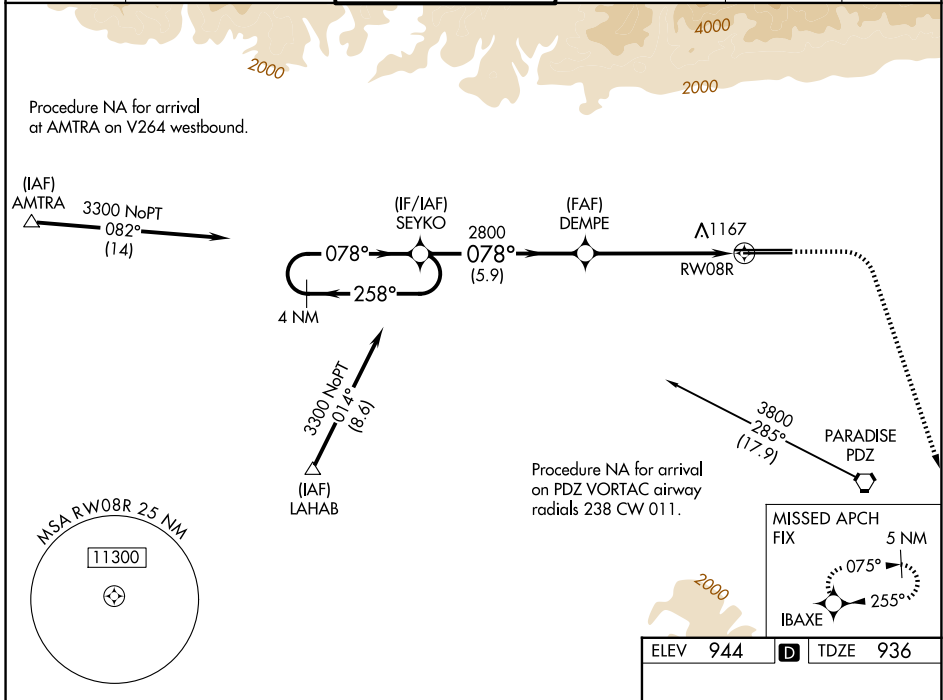 4000
2000
2000
Procedure NA for arrival
at AMTRA on V264 westbound.
(IAF)
AMTRA
3300 NoPT
082°
(14)
(IF/IAF)
SEYKO
078°
258°
4 NM
2800
078°
(5.9)
(FAF)
DEMPE
1167
RW08R
3300 NoPT
014°
(8.6)
(IAF)
LAHAB
3800
285°
(17.9)
PARADISE
PDZ
Procedure NA for arrival
on PDZ VORTAC airway
radials 238 CW 011.
MSA RW08R 25 NM
11300
MISSED APCH
FIX
5 NM
075°
255°
IBAXE
2000
ELEV 944 D TDZE 936